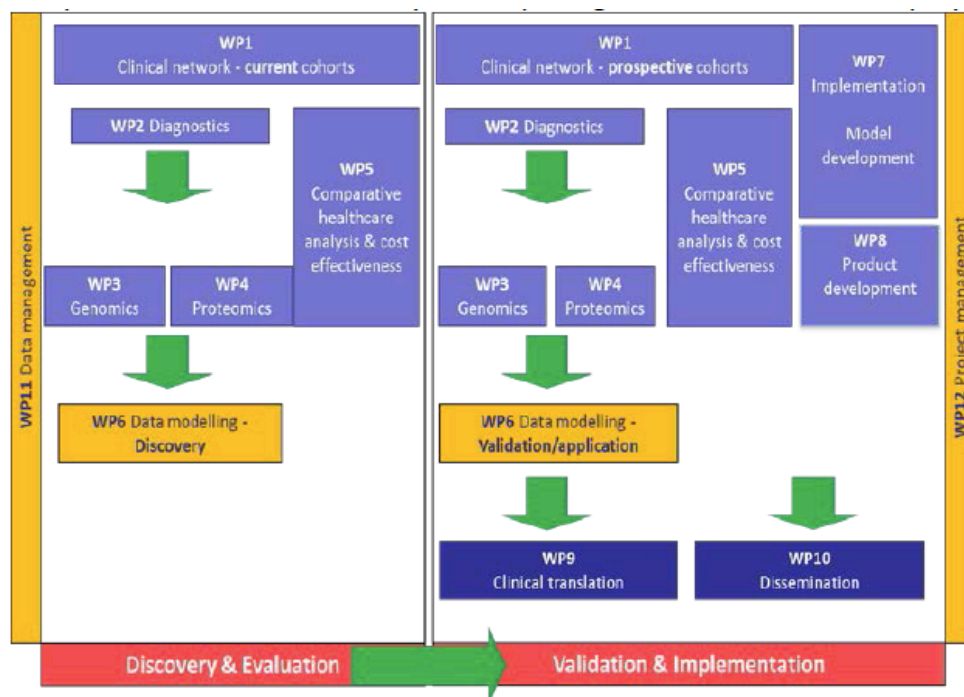 WP11 Data management
WP1
Clinical network - current cohorts
WP2 Diagnostics
WP5
Comparative
healthcare
analysis & cost
effectiveness
WP3
Genomics
WP4
Proteomics
WP6 Data modelling -
Discovery
Discovery & Evaluation
WP1
Clinical network - prospective cohorts
WP2 Diagnostics
WP5
Comparative
healthcare
analysis & cost
effectiveness
WP3
Genomics
WP4
Proteomics
WP7
Implementation
Model
development
WP8
Product
development
WP6 Data modelling -
Validation/application
WP9
Clinical translation
WP10
Dissemination
Validation & Implementation
WP12 Project management